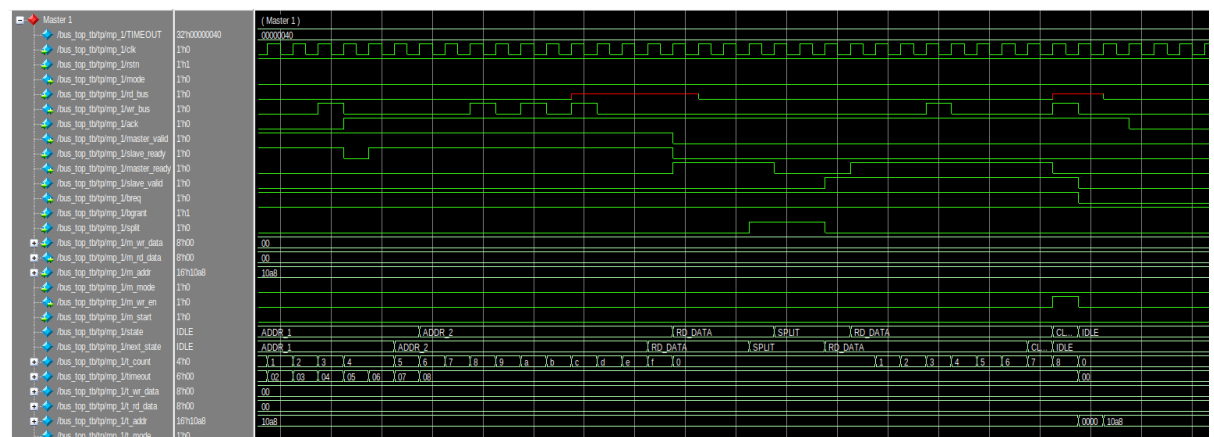 Master 1 ( Master 1 )
/bus_top_tb/tp/mp_1/TIMEOUT 32'h00000040 00000040
/bus_top_tb/tp/mp_1/clk 1'h0
/bus_top_tb/tp/mp_1/rstn 1'h1
/bus_top_tb/tp/mp_1/mode 1'h0
/bus_top_tb/tp/mp_1/rd_bus 1'h0
/bus_top_tb/tp/mp_1/wr_bus 1'h0
/bus_top_tb/tp/mp_1/ack 1'h0
/bus_top_tb/tp/mp_1/master_valid 1'h0
/bus_top_tb/tp/mp_1/slave_ready 1'h0
/bus_top_tb/tp/mp_1/master_ready 1'h0
/bus_top_tb/tp/mp_1/slave_valid 1'h0
/bus_top_tb/tp/mp_1/breq 1'h0
/bus_top_tb/tp/mp_1/bgrant 1'h1
/bus_top_tb/tp/mp_1/split 1'h0
/bus_top_tb/tp/mp_1/m_wr_data 8'h00 00
/bus_top_tb/tp/mp_1/m_rd_data 8'h00 00
/bus_top_tb/tp/mp_1/m_addr 16'h10a8 10a8
/bus_top_tb/tp/mp_1/m_mode 1'h0
/bus_top_tb/tp/mp_1/m_wr_en 1'h0
/bus_top_tb/tp/mp_1/m_start 1'h0
/bus_top_tb/tp/mp_1/state IDLE ADDR_1 ADDR_2 RD_DATA SPLIT RD_DATA CL... IDLE
/bus_top_tb/tp/mp_1/next_state IDLE ADDR_1 ADDR_2 RD_DATA SPLIT RD_DATA CL... IDLE
/bus_top_tb/tp/mp_1/t_count 4'h0 1 2 3 4 5 6 7 8 9 a b c d e f 0 1 2 3 4 5 6 7 8 0
/bus_top_tb/tp/mp_1/timeout 6'h00 02 03 04 05 06 07 08 00
/bus_top_tb/tp/mp_1/t_wr_data 8'h00 00
/bus_top_tb/tp/mp_1/t_rd_data 8'h00 00
/bus_top_tb/tp/mp_1/t_addr 16'h10a8 10a8 0000 10a8
/bus_top_tb/tp/mp_1/t_mode 1'h0